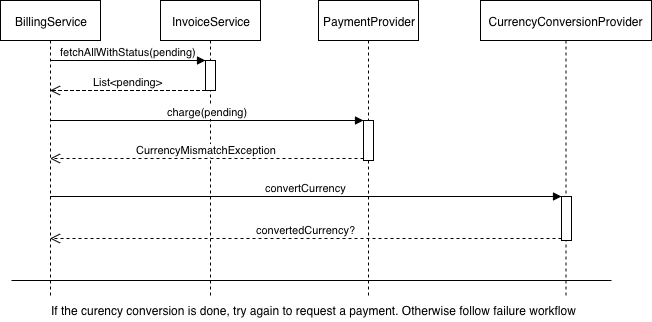 BillingService
InvoiceService
PaymentProvider
CurrencyConversionProvider
fetchAllWithStatus(pending)
List<pending>
charge(pending)
CurrencyMismatchException
convertCurrency
convertedCurrency?
If the curency conversion is done, try again to request a payment. Otherwise follow failure workflow